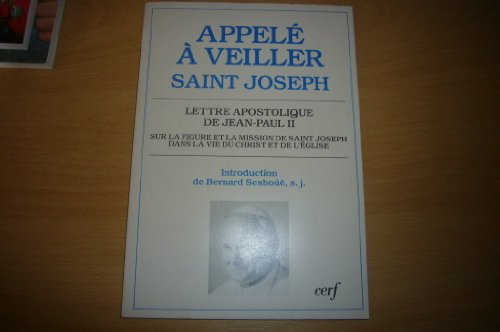 APPELÉ
À VEILLER
SAINT JOSEPH
LETTRE APOSTOLIQUE
DE JEAN-PAUL II
SUR LA FIGURE ET LA MISSION DE SAINT JOSEPH
DANS LA VIE DU CHRIST ET DE L'ÉGLISE
Introduction
de Bernard Sesboüé, s. j.
cerf